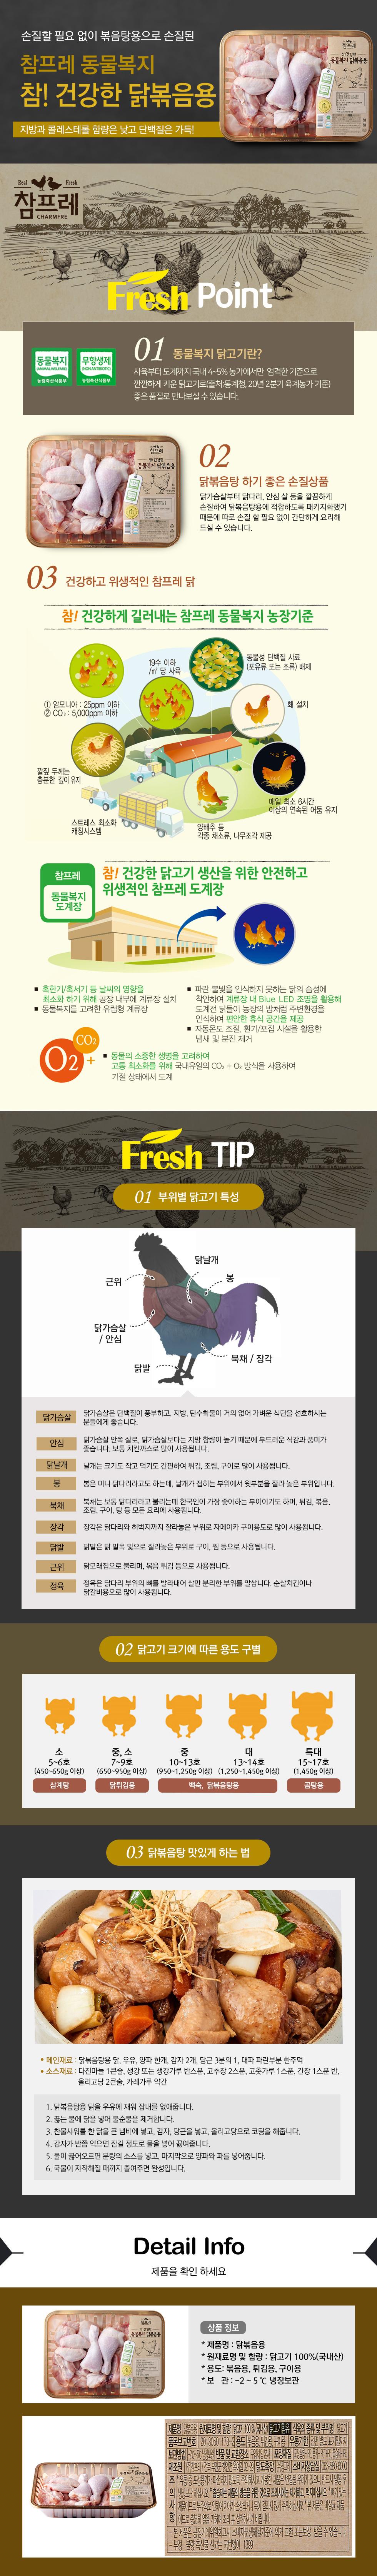 손질할 필요 없이 볶음탕용으로 손질된
참프레 동물복지
참! 건강한 닭볶음용
지방과 콜레스테롤 함량은 낮고 단백질은 가득!
Real Fresh
참프레
CHARMFRE
Fresh Point
동물복지
(ANIMAL WELFARE)
농림축산식품부
무항생제
(NON ANTIBIOTIC)
농림축산식품부
01 동물복지 닭고기란?
사육부터 도계까지 국내 4~5% 농가에서만 엄격한 기준으로
깐깐하게 키운 닭고기로(출처:통계청, 20년 2분기 육계농가 기준)
좋은 품질로 만나보실 수 있습니다.
02
닭볶음탕 하기 좋은 손질상품
닭가슴살부터 닭다리, 안심 살 등을 깔끔하게
손질하여 닭볶음탕용에 적합하도록 패키지화했기
때문에 따로 손질 할 필요 없이 간단하게 요리해
드실 수 있습니다.
03 건강하고 위생적인 참프레 닭
참! 건강하게 길러내는 참프레 동물복지 농장기준
19수 이하
/㎡ 당 사육
동물성 단백질 사료
(포유류 또는 조류) 배제
① 암모니아 : 25ppm 이하
② CO₂ : 5,000ppm 이하
홰 설치
깔짚 두께는
충분한 깊이유지
매일 최소 6시간
이상의 연속된 어둠 유지
스트레스 최소화
캐칭시스템
양배추 등
각종 채소류, 나무조각 제공
참프레
동물복지
도계장
참! 건강한 닭고기 생산을 위한 안전하고
위생적인 참프레 도계장
혹한기/혹서기 등 날씨의 영향을
최소화 하기 위해 공장 내부에 계류장 설치
동물복지를 고려한 유럽형 계류장
파란 불빛을 인식하지 못하는 닭의 습성에
착안하여 계류장 내 Blue LED 조명을 활용해
도계전 닭들이 농장의 밤처럼 주변환경을
인식하여 편안한 휴식 공간을 제공
자동온도 조절, 환기/포집 시설을 활용한
냄새 및 분진 제거
O2 + CO2
동물의 소중한 생명을 고려하여
고통 최소화를 위해 국내유일의 CO₂ + O₂ 방식을 사용하여
기절 상태에서 도계
Fresh TIP
01 부위별 닭고기 특성
닭날개
근위
봉
닭가슴살
/ 안심
북채 / 장각
닭발
닭가슴살 닭가슴살은 단백질이 풍부하고, 지방, 탄수화물이 거의 없어 가벼운 식단을 선호하시는
분들에게 좋습니다.
안심 닭가슴살 안쪽 살로, 닭가슴살보다는 지방 함량이 높기 때문에 부드러운 식감과 풍미가
좋습니다. 보통 치킨까스로 많이 사용됩니다.
닭날개 날개는 크기도 작고 먹기도 간편하여 튀김, 조림, 구이로 많이 사용됩니다.
봉 봉은 미니 닭다리라고도 하는데, 날개가 접히는 부위에서 윗부분을 잘라 놓은 부위입니다.
북채 북채는 보통 닭다리라고 불리는데 한국인이 가장 좋아하는 부이이기도 하며, 튀김, 볶음,
조림, 구이, 탕 등 모든 요리에 사용됩니다.
장각 장각은 닭다리와 허벅지까지 잘라놓은 부위로 자메이카 구이용도로 많이 사용됩니다.
닭발 닭발은 닭 발목 밑으로 잘라놓은 부위로 구이, 찜 등으로 사용됩니다.
근위 닭모래집으로 불리며, 볶음 튀김 등으로 사용됩니다.
정육 정육은 닭다리 부위의 뼈를 발라내어 살만 분리한 부위를 말삽니다. 순살치킨이나
닭갈비용으로 많이 사용됩니다.
02 닭고기 크기에 따른 용도 구별
소 중, 소 중 대 특대
5~6호 7~9호 10~13호 13~14호 15~17호
(450~650g 이상) (650~950g 이상) (950~1,250g 이상) (1,250~1,450g 이상) (1,450g 이상)
삼계탕 닭튀김용 백숙, 닭볶음탕용 곰탕용
03 닭볶음탕 맛있게 하는 법
* 메인재료 : 닭볶음탕용 닭, 우유, 양파 한개, 감자 2개, 당근 3분의 1, 대파 파란부분 한주먹
* 소스재료 : 다진마늘 1큰술, 생강 또는 생강가루 반스푼, 고추장 2스푼, 고춧가루 1스푼, 간장 1스푼 반,
올리고당 2큰술, 카레가루 약간
1. 닭볶음탕용 닭을 우유에 재워 잡내를 없애줍니다.
2. 끓는 물에 닭을 넣어 불순물을 제거합니다.
3. 찬물샤워를 한 닭을 큰 냄비에 넣고, 감자, 당근을 넣고, 올리고당으로 코팅을 해줍니다.
4. 감자가 반쯤 익으면 잠길 정도로 물을 넣어 끓여줍니다.
5. 물이 끓어오르면 분량의 소스를 넣고, 마지막으로 양파와 파를 넣어줍니다.
6. 국물이 자작해질 때까지 졸여주면 완성입니다.
Detail Info
제품을 확인 하세요
상품 정보
* 제품명 : 닭볶음용
* 원재료명 및 함량 : 닭고기 100%(국내산)
* 용도: 볶음용, 튀김용, 구이용
* 보 관 : -2 ~ 5 ℃ 냉장보관